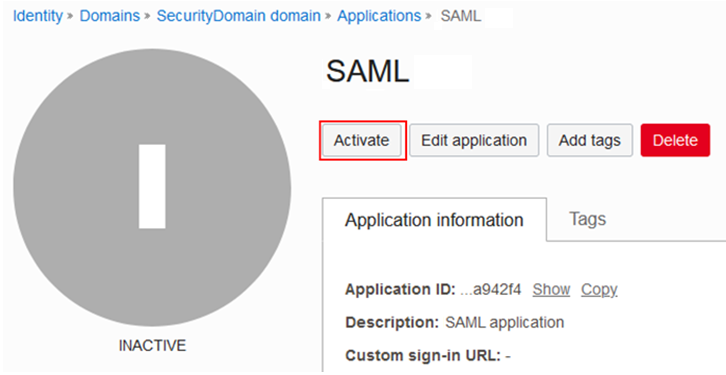 Identity » Domains » SecurityDomain domain » Applications » SAML
SAML
Activate Edit application Add tags Delete
I
Application information Tags
Application ID: ...a942f4 Show Copy
Description: SAML application
INACTIVE
Custom sign-in URL: -